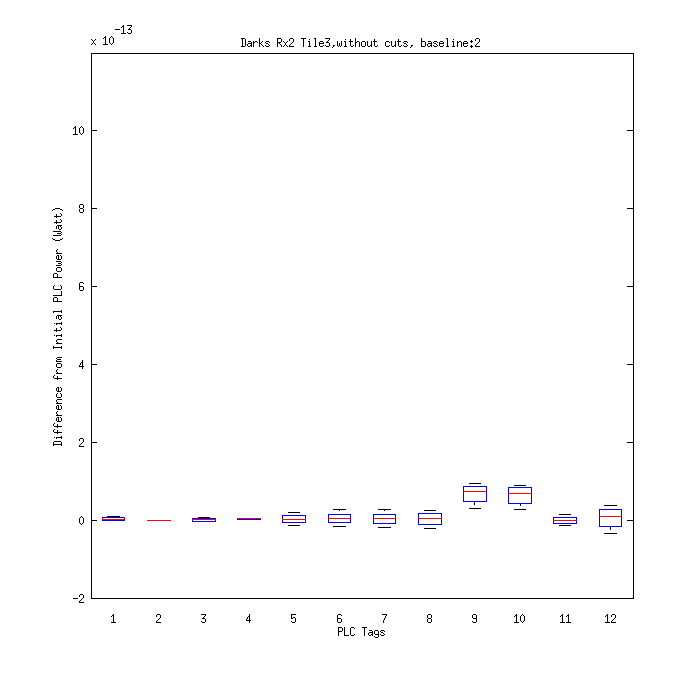 x 10-13
Darks Rx2 Tile3,without cuts, baseline:2
10
8
6
4
2
0
-2
Difference from Initial PLC Power (Watt)
1 2 3 4 5 6 7 8 9 10 11 12
PLC Tags